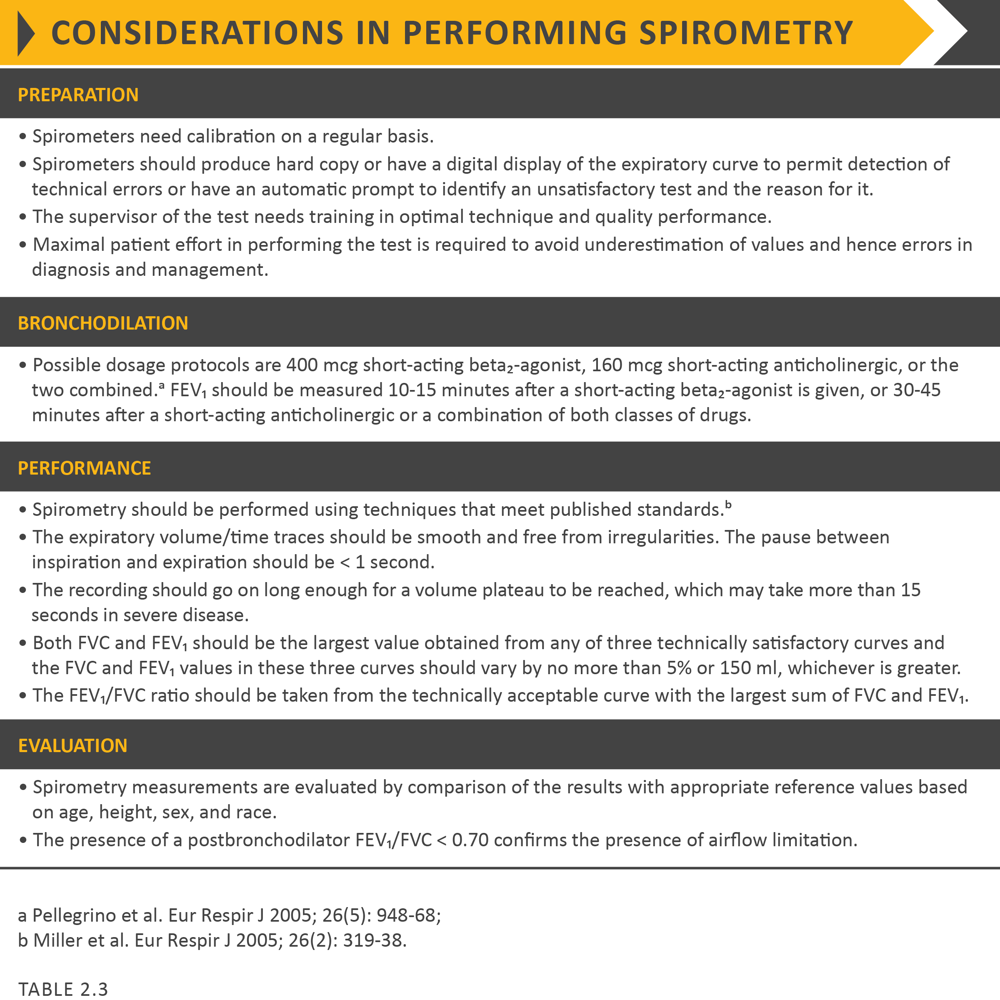 CONSIDERATIONS IN PERFORMING SPIROMETRY
PREPARATION
• Spirometers need calibration on a regular basis.
• Spirometers should produce hard copy or have a digital display of the expiratory curve to permit detection of
technical errors or have an automatic prompt to identify an unsatisfactory test and the reason for it.
• The supervisor of the test needs training in optimal technique and quality performance.
• Maximal patient effort in performing the test is required to avoid underestimation of values and hence errors in
diagnosis and management.
BRONCHODILATION
• Possible dosage protocols are 400 mcg short-acting beta₂-agonist, 160 mcg short-acting anticholinergic, or the
two combined.ᵃ FEV₁ should be measured 10-15 minutes after a short-acting beta₂-agonist is given, or 30-45
minutes after a short-acting anticholinergic or a combination of both classes of drugs.
PERFORMANCE
• Spirometry should be performed using techniques that meet published standards.ᵇ
• The expiratory volume/time traces should be smooth and free from irregularities. The pause between
inspiration and expiration should be < 1 second.
• The recording should go on long enough for a volume plateau to be reached, which may take more than 15
seconds in severe disease.
• Both FVC and FEV₁ should be the largest value obtained from any of three technically satisfactory curves and
the FVC and FEV₁ values in these three curves should vary by no more than 5% or 150 ml, whichever is greater.
• The FEV₁/FVC ratio should be taken from the technically acceptable curve with the largest sum of FVC and FEV₁.
EVALUATION
• Spirometry measurements are evaluated by comparison of the results with appropriate reference values based
on age, height, sex, and race.
• The presence of a postbronchodilator FEV₁/FVC < 0.70 confirms the presence of airflow limitation.
a Pellegrino et al. Eur Respir J 2005; 26(5): 948-68;
b Miller et al. Eur Respir J 2005; 26(2): 319-38.
TABLE 2.3